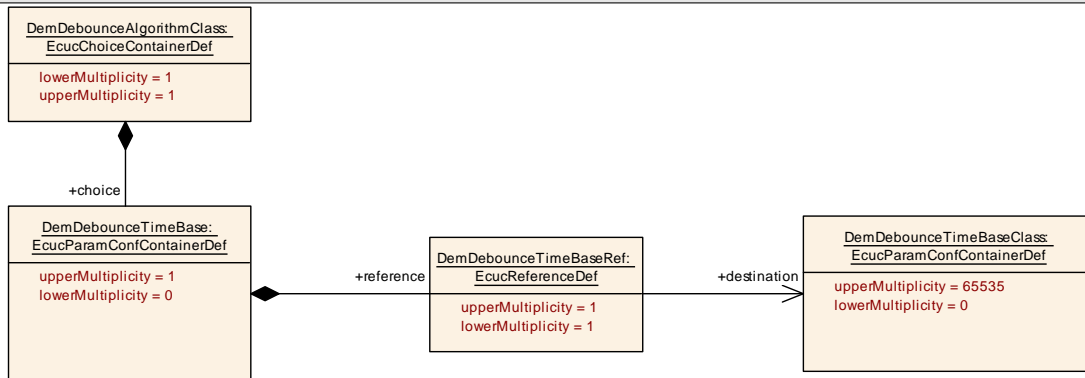 DemDebounceAlgorithmClass:
EcucChoiceContainerDef
lowerMultiplicity = 1
upperMultiplicity = 1
+choice
DemDebounceTimeBase:
EcucParamConfContainerDef
upperMultiplicity = 1
lowerMultiplicity = 0
+reference
DemDebounceTimeBaseRef:
EcucReferenceDef
upperMultiplicity = 1
lowerMultiplicity = 1
+destination
DemDebounceTimeBaseClass:
EcucParamConfContainerDef
upperMultiplicity = 65535
lowerMultiplicity = 0